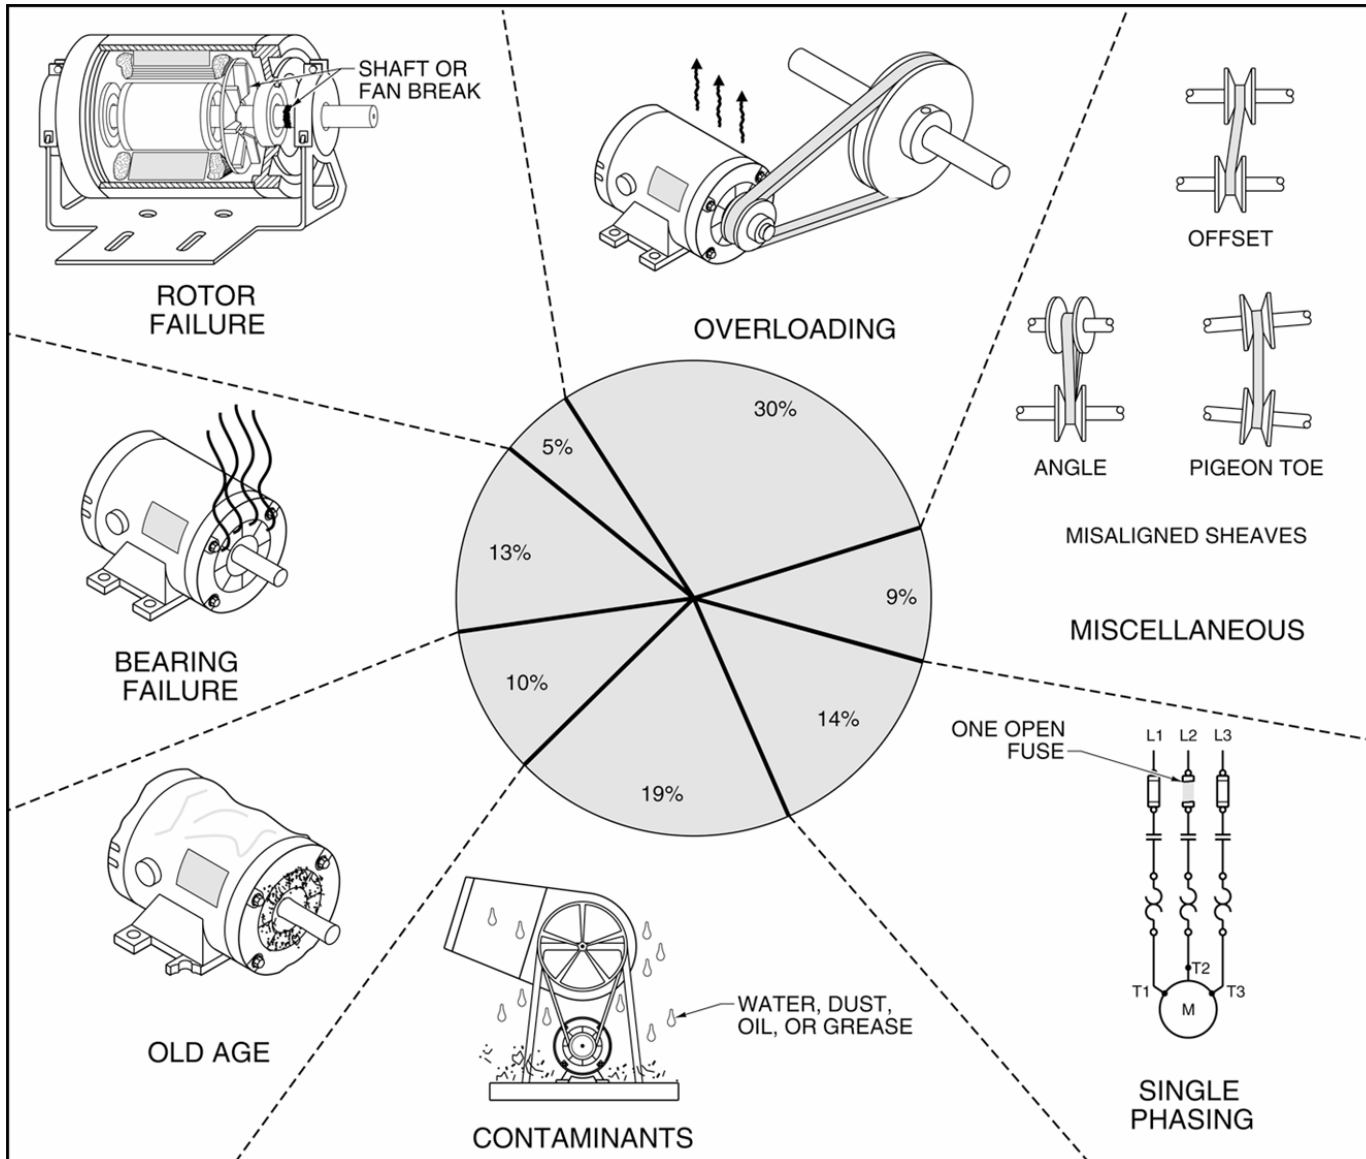 SHAFT OR
FAN BREAK
ROTOR
FAILURE
OVERLOADING
OFFSET
ANGLE
PIGEON TOE
MISALIGNED SHEAVES
MISCELLANEOUS
30%
5%
13%
9%
10%
14%
19%
BEARING
FAILURE
ONE OPEN
FUSE
L1 L2 L3
T2
T1 T3
M
SINGLE
PHASING
OLD AGE
WATER, DUST,
OIL, OR GREASE
CONTAMINANTS